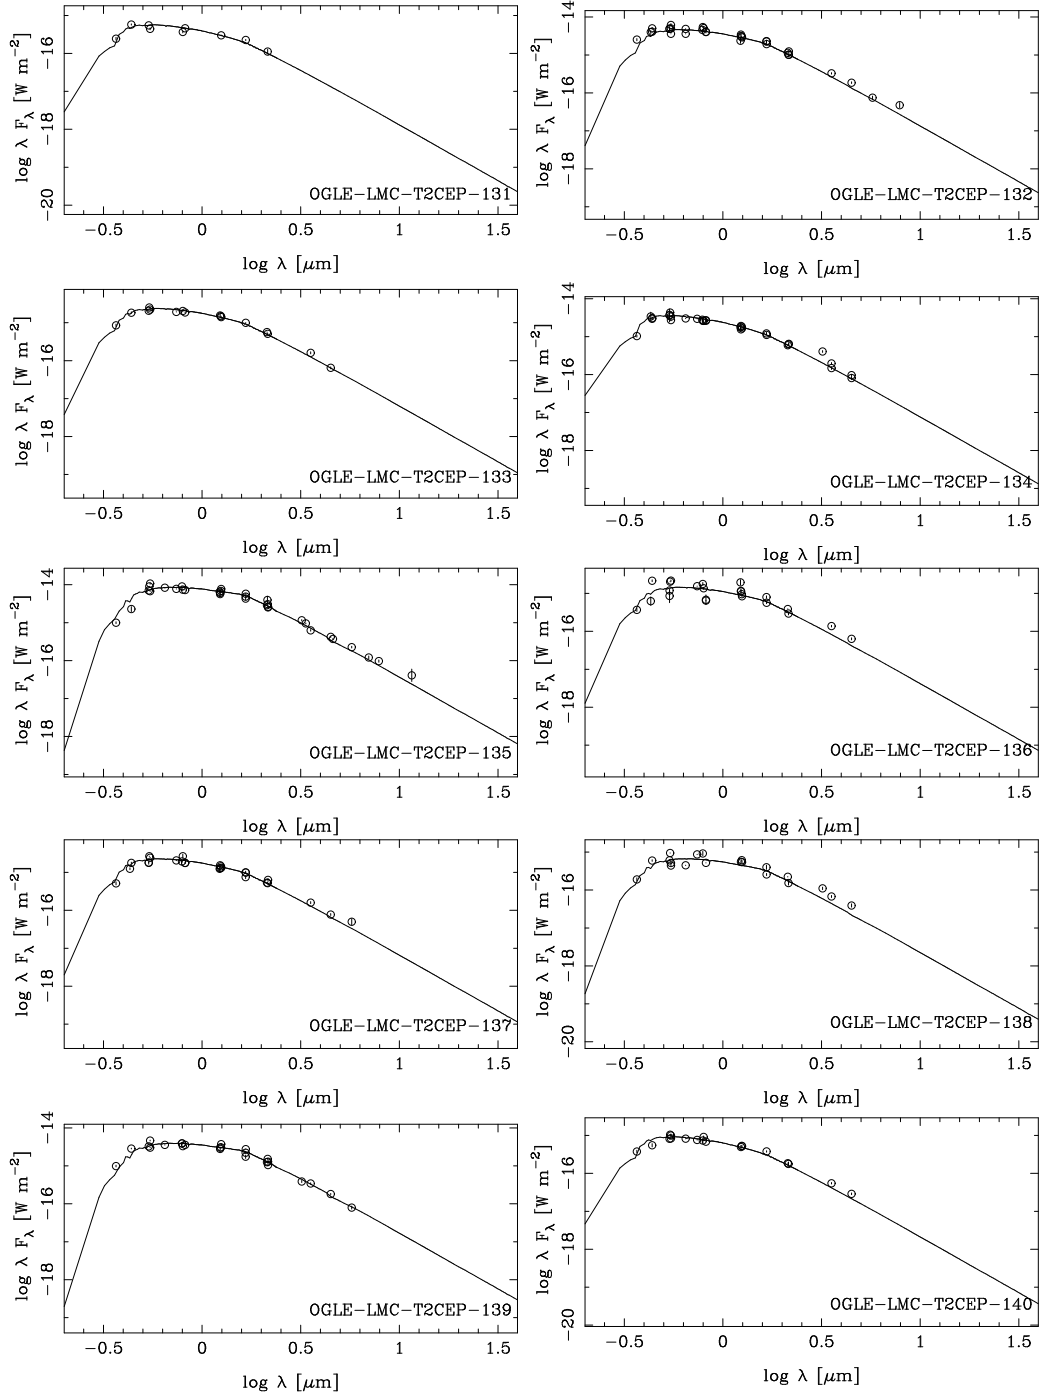 log λ F_λ [W m⁻²]
−16
−18
−20
OGLE−LMC−T2CEP−131
−0.5 0 0.5 1 1.5
log λ [μm]
log λ F_λ [W m⁻²]
−14
−16
−18
OGLE−LMC−T2CEP−132
−0.5 0 0.5 1 1.5
log λ [μm]
log λ F_λ [W m⁻²]
−16
−18
OGLE−LMC−T2CEP−133
−0.5 0 0.5 1 1.5
log λ [μm]
log λ F_λ [W m⁻²]
−14
−16
−18
OGLE−LMC−T2CEP−134
−0.5 0 0.5 1 1.5
log λ [μm]
log λ F_λ [W m⁻²]
−14
−16
−18
OGLE−LMC−T2CEP−135
−0.5 0 0.5 1 1.5
log λ [μm]
log λ F_λ [W m⁻²]
−16
−18
OGLE−LMC−T2CEP−136
−0.5 0 0.5 1 1.5
log λ [μm]
log λ F_λ [W m⁻²]
−16
−18
OGLE−LMC−T2CEP−137
−0.5 0 0.5 1 1.5
log λ [μm]
log λ F_λ [W m⁻²]
−16
−18
−20
OGLE−LMC−T2CEP−138
−0.5 0 0.5 1 1.5
log λ [μm]
log λ F_λ [W m⁻²]
−14
−16
−18
OGLE−LMC−T2CEP−139
−0.5 0 0.5 1 1.5
log λ [μm]
log λ F_λ [W m⁻²]
−16
−18
−20
OGLE−LMC−T2CEP−140
−0.5 0 0.5 1 1.5
log λ [μm]